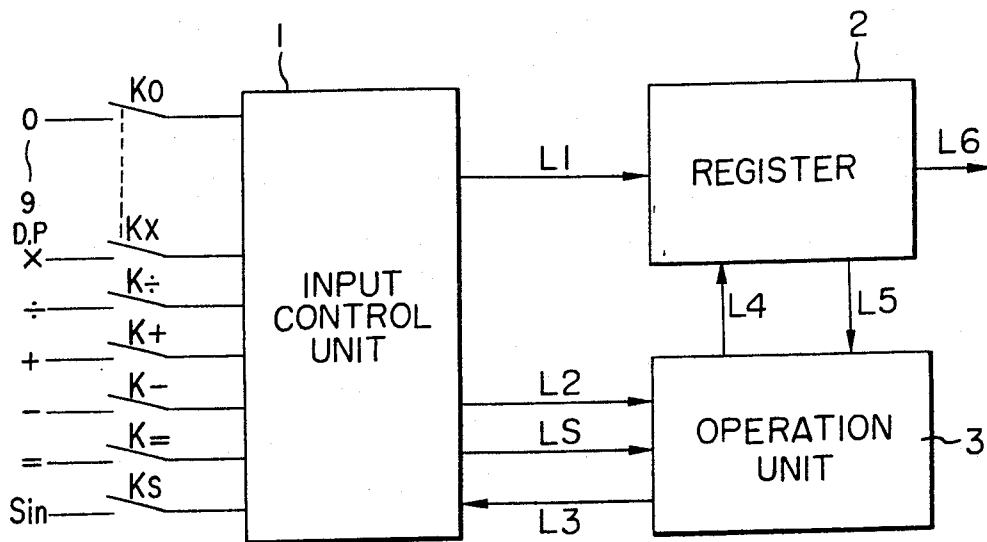 1
2
0
~
9
D.P
×
÷
+
-
=
Sin
K0
Kx
K÷
K+
K-
K=
Ks
INPUT
CONTROL
UNIT
L1
REGISTER
L6
L4
L5
L2
LS
L3
OPERATION
UNIT
3